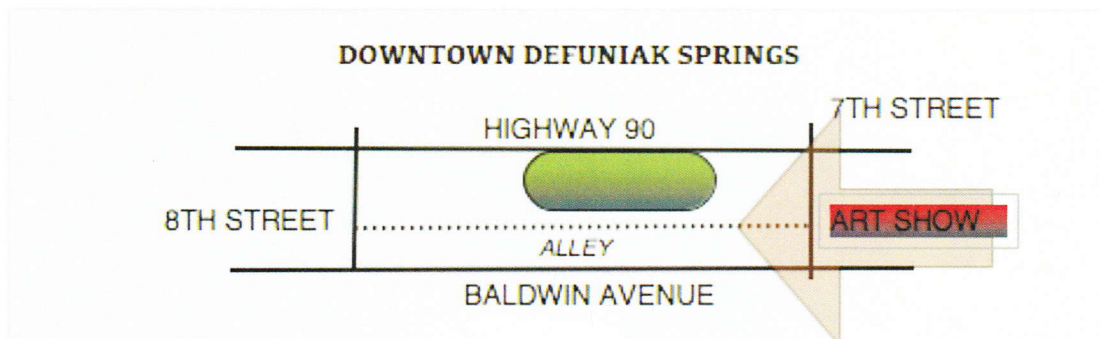 DOWNTOWN DEFUNIAK SPRINGS
7TH STREET
HIGHWAY 90
8TH STREET
ART SHOW
ALLEY
BALDWIN AVENUE